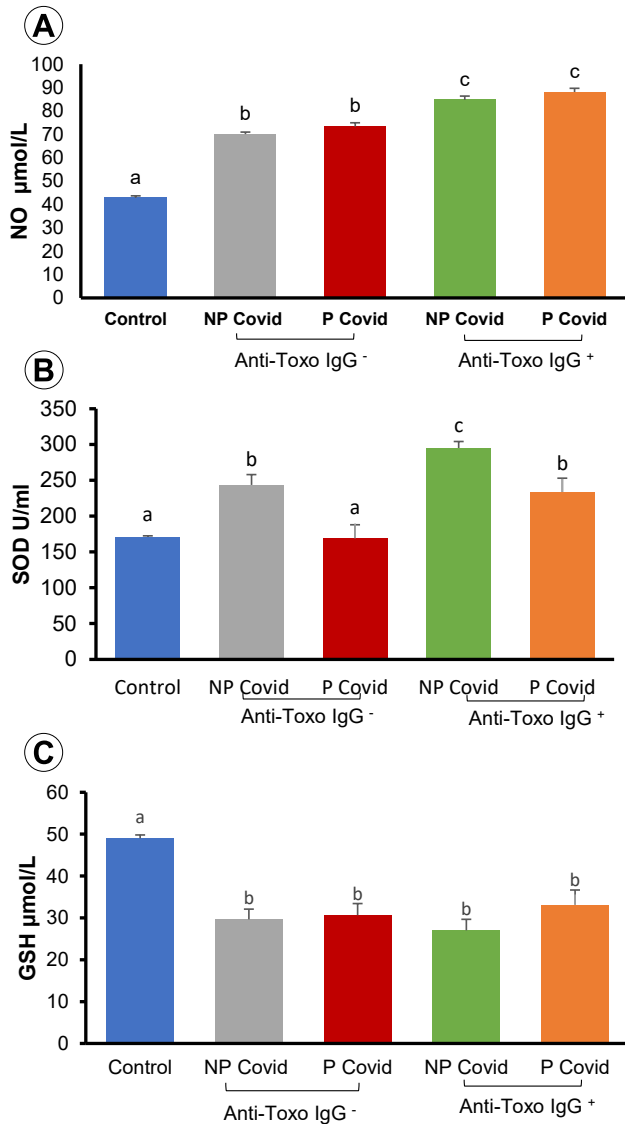 A
NO µmol/L
100
90
80
70
60
50
40
30
20
10
0
a
b
b
c
c
Control NP Covid P Covid NP Covid P Covid
Anti-Toxo IgG - Anti-Toxo IgG +
B
SOD U/ml
350
300
250
200
150
100
50
0
a
b
a
c
b
Control NP Covid P Covid NP Covid P Covid
Anti-Toxo IgG - Anti-Toxo IgG +
C
GSH µmol/L
60
50
40
30
20
10
0
a
b
b
b
b
Control NP Covid P Covid NP Covid P Covid
Anti-Toxo IgG - Anti-Toxo IgG +